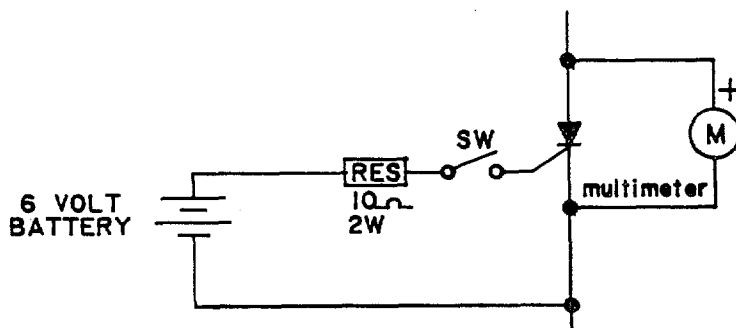 SW
+
M
RES
10Ω
2W
multimeter
6 VOLT
BATTERY